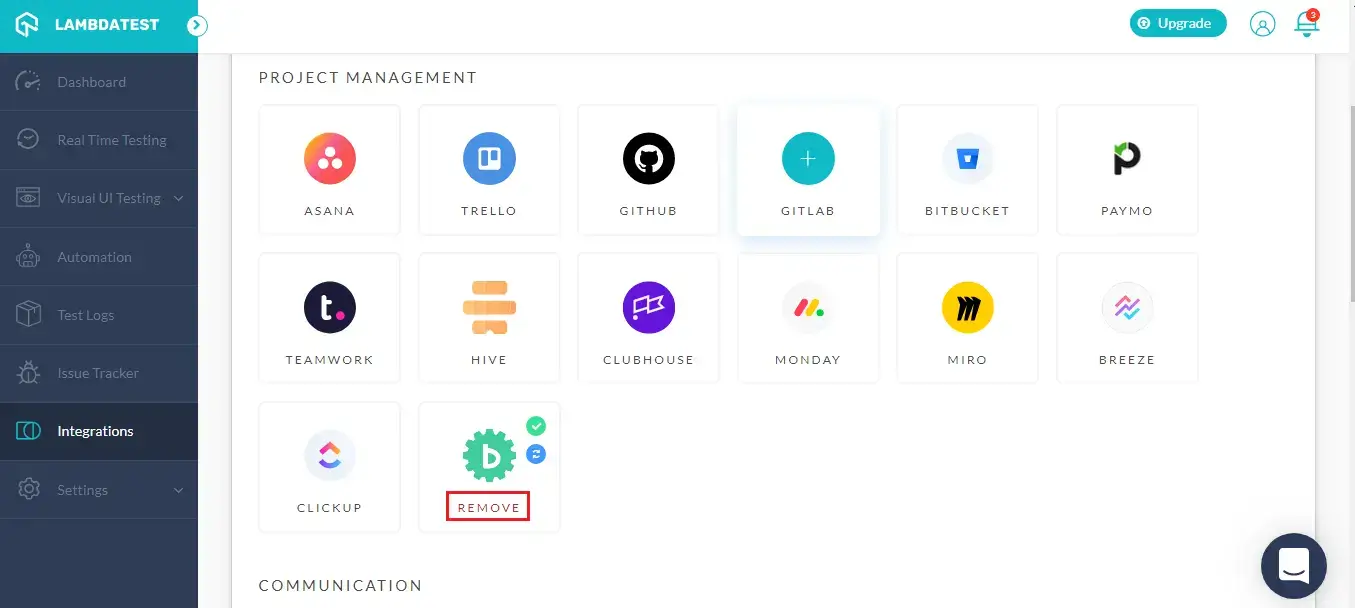 LAMBDATEST
Upgrade
3
Dashboard
Real Time Testing
Visual UI Testing
Automation
Test Logs
Issue Tracker
Integrations
Settings
PROJECT MANAGEMENT
ASANA
TRELLO
GITHUB
GITLAB
BITBUCKET
PAYMO
t.
TEAMWORK
HIVE
CLUBHOUSE
MONDAY
MIRO
BREEZE
CLICKUP
b
REMOVE
COMMUNICATION